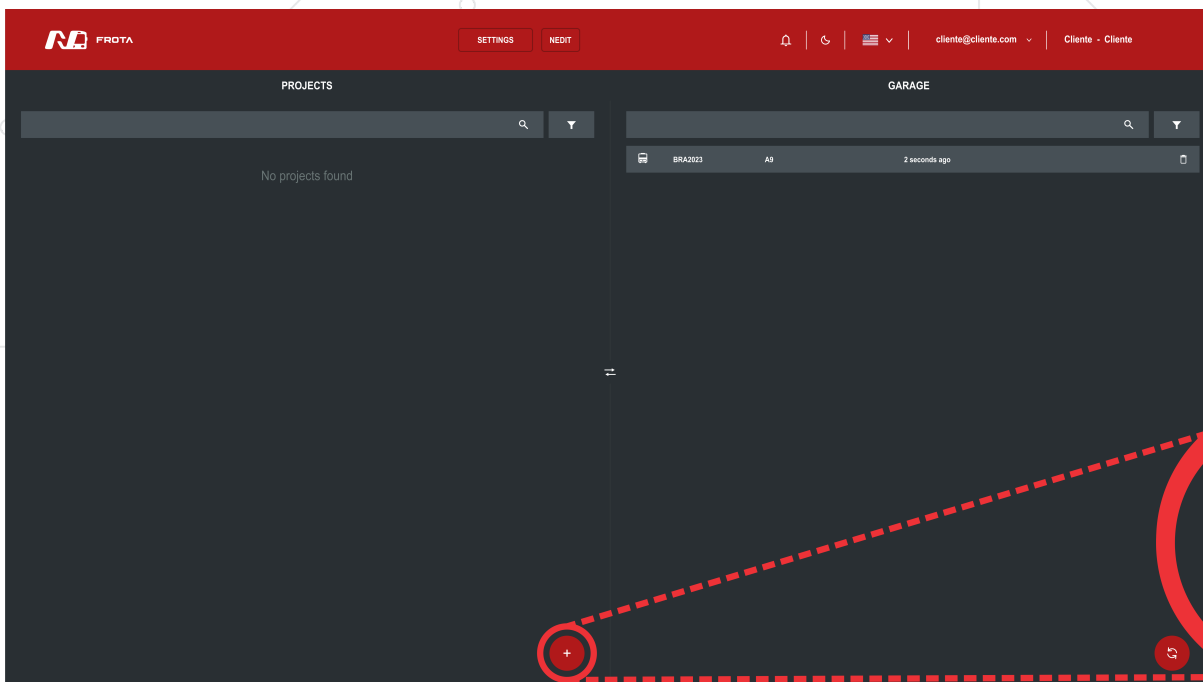 FROTA
SETTINGS NEDIT
cliente@cliente.com Cliente - Cliente
PROJECTS
GARAGE
No projects found
BRA2023 A9 2 seconds ago